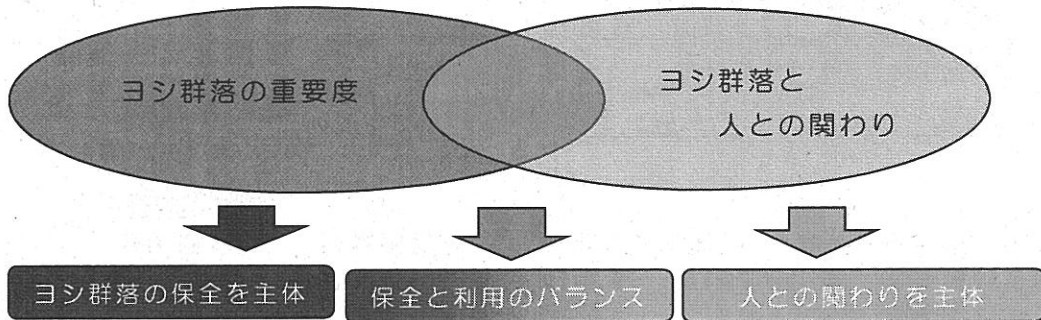 ヨシ群落の重要度
ヨシ群落と
人との関わり
ヨシ群落の保全を主体
保全と利用のバランス
人との関わりを主体